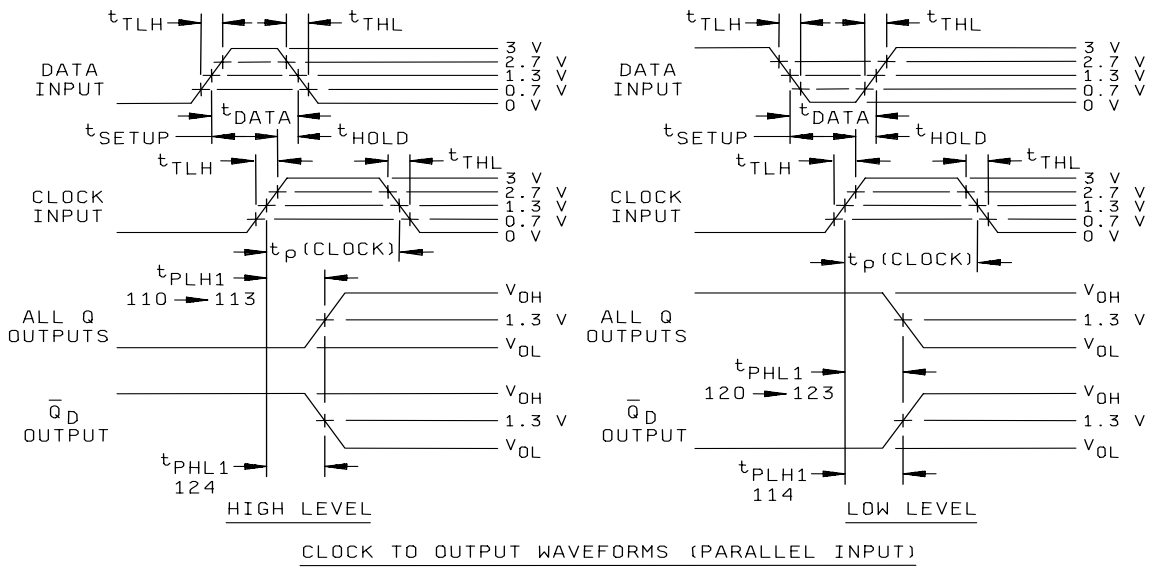 tTLH tTHL
DATA INPUT
3 V
2.7 V
1.3 V
0.7 V
0 V
tDATA
tSETUP tHOLD
tTLH tTHL
CLOCK INPUT
3 V
2.7 V
1.3 V
0.7 V
0 V
tp(CLOCK)
tPLH1
110 → 113
ALL Q OUTPUTS
VOH
1.3 V
VOL
Q̅D OUTPUT
VOH
1.3 V
VOL
tPHL1
124
HIGH LEVEL
tTLH tTHL
DATA INPUT
3 V
2.7 V
1.3 V
0.7 V
0 V
tDATA
tSETUP tHOLD
tTLH tTHL
CLOCK INPUT
3 V
2.7 V
1.3 V
0.7 V
0 V
tp(CLOCK)
ALL Q OUTPUTS
VOH
1.3 V
VOL
tPHL1
120 → 123
Q̅D OUTPUT
VOH
1.3 V
VOL
tPLH1
114
LOW LEVEL
CLOCK TO OUTPUT WAVEFORMS (PARALLEL INPUT)